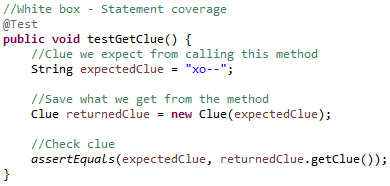 //White box - Statement coverage
@Test
public void testGetClue() {
//Clue we expect from calling this method
String expectedClue = "xo--";
//Save what we get from the method
Clue returnedClue = new Clue(expectedClue);
//Check clue
assertEquals(expectedClue, returnedClue.getClue());
}